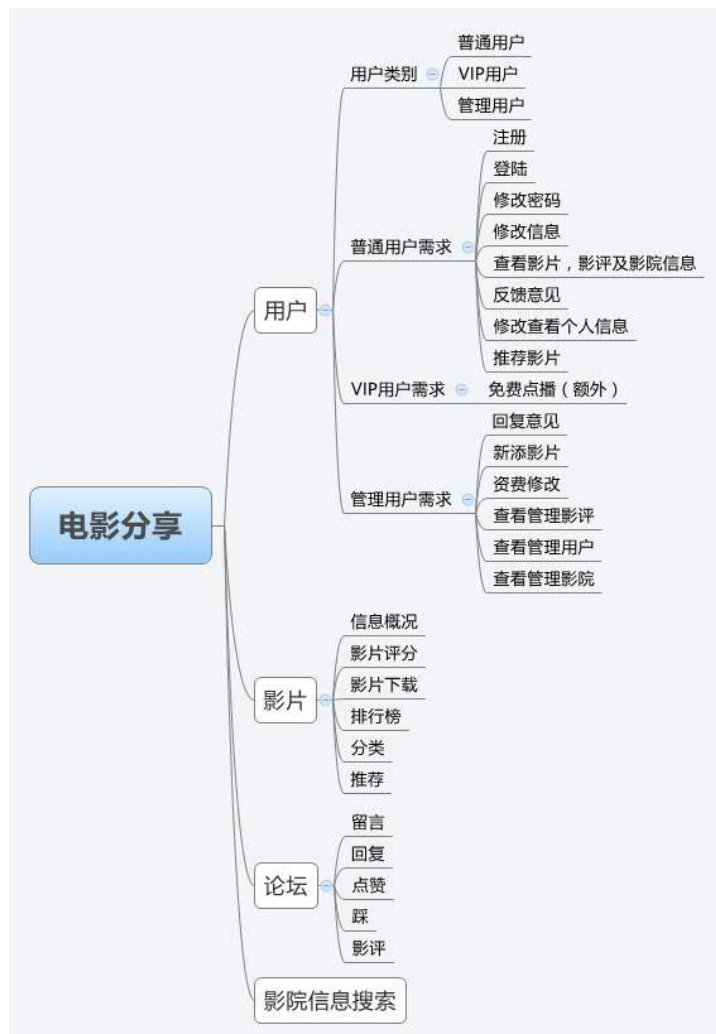 电影分享
用户
用户类别
普通用户
VIP用户
管理用户
普通用户需求
注册
登陆
修改密码
修改信息
查看影片，影评及影院信息
反馈意见
修改查看个人信息
推荐影片
VIP用户需求
免费点播（额外）
管理用户需求
回复意见
新添影片
资费修改
查看管理影评
查看管理用户
查看管理影院
影片
信息概况
影片评分
影片下载
排行榜
分类
推荐
论坛
留言
回复
点赞
踩
影评
影院信息搜索